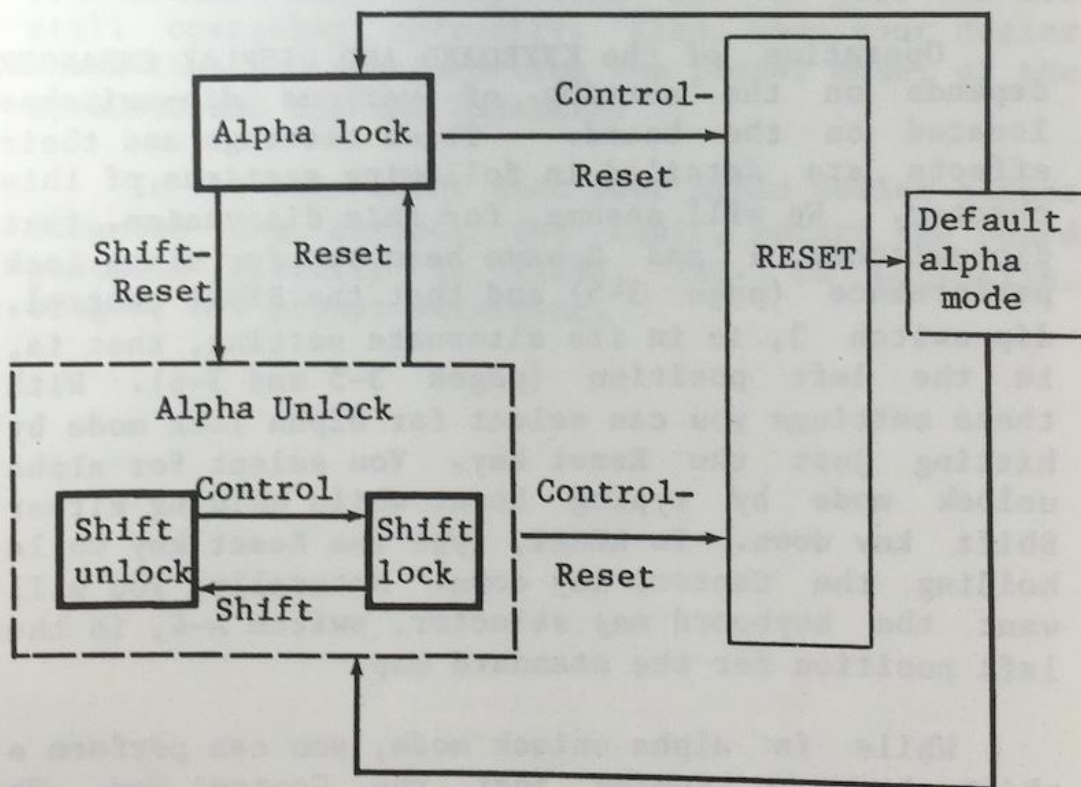 Alpha lock
Control-
Reset
Shift-
Reset
Reset
RESET
Default
alpha
mode
Alpha Unlock
Control
Shift
unlock
Shift
lock
Shift
Control-
Reset